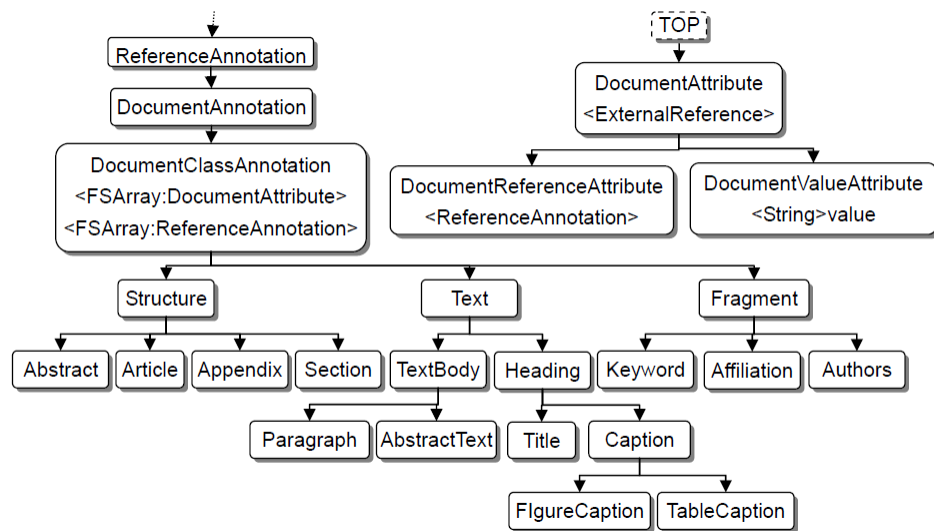 TOP
ReferenceAnnotation
DocumentAnnotation
DocumentAttribute
<ExternalReference>
DocumentClassAnnotation
<FSArray:DocumentAttribute>
<FSArray:ReferenceAnnotation>
DocumentReferenceAttribute
<ReferenceAnnotation>
DocumentValueAttribute
<String>value
Structure
Text
Fragment
Abstract
Article
Appendix
Section
TextBody
Heading
Keyword
Affiliation
Authors
Paragraph
AbstractText
Title
Caption
FIgureCaption
TableCaption